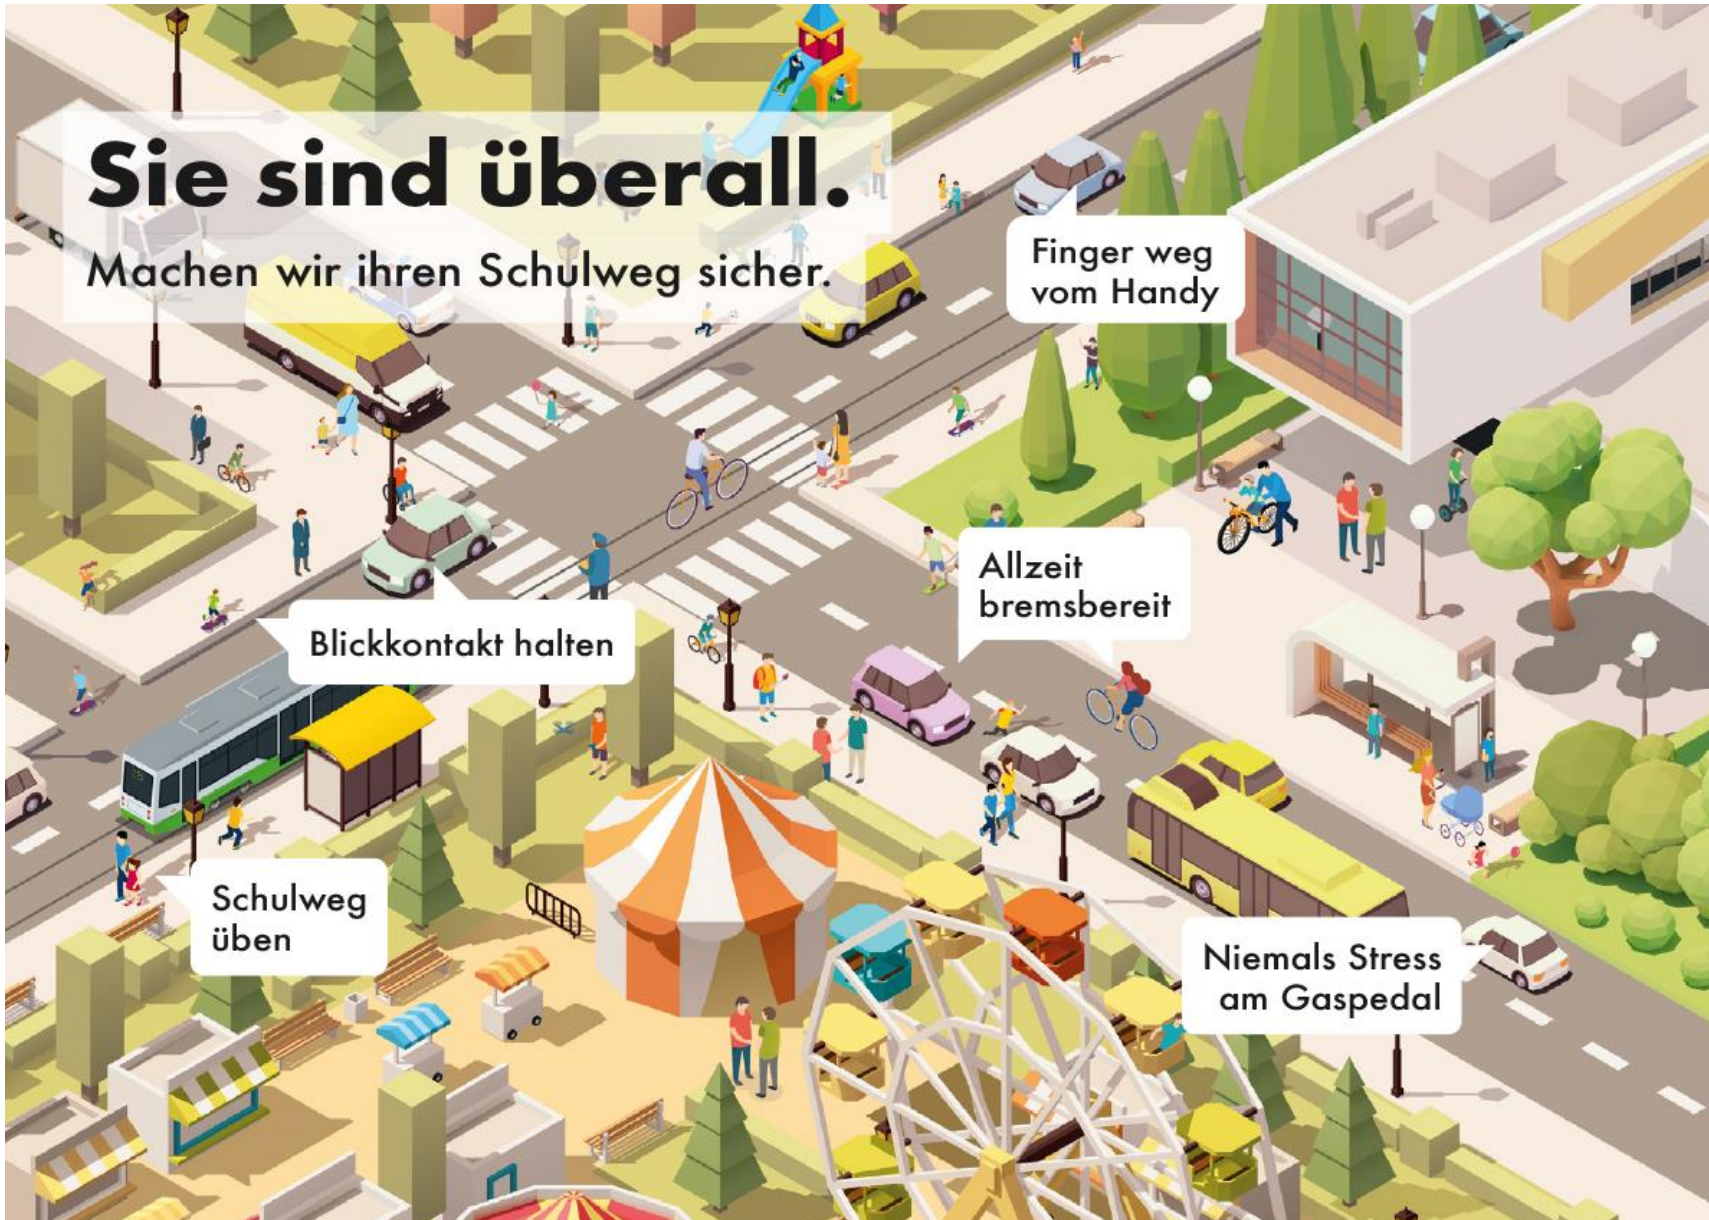 Sie sind überall.
Machen wir ihren Schulweg sicher.
Finger weg
vom Handy
Allzeit
bremsbereit
Blickkontakt halten
Schulweg
üben
Niemals Stress
am Gaspedal